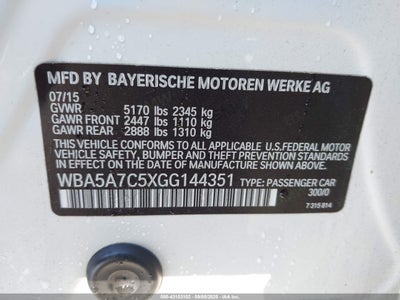 MFD BY BAYERISCHE MOTOREN WERKE AG
07/15
GVWR 5170 lbs 2345 kg
GAWR FRONT 2447 lbs 1110 kg
GAWR REAR 2888 lbs 1310 kg
THIS VEHICLE CONFORMS TO ALL APPLICABLE U.S.FEDERAL MOTOR
VEHICLE SAFETY, BUMPER, AND THEFT PREVENTION STANDARDS
IN EFFECT ON THE DATE OF MANUFACTURE SHOWN ABOVE.
WBA5A7C5XGG144351 TYPE: PASSENGER CAR
300/0
7 315 814